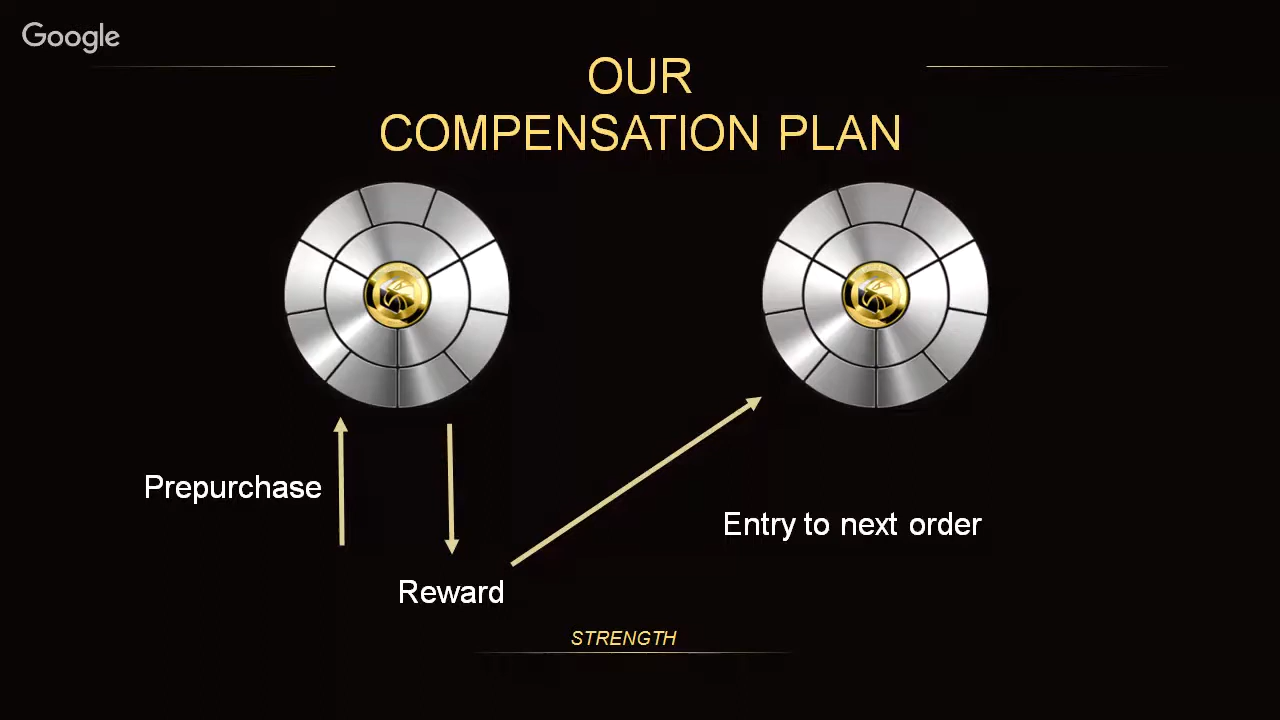 Google
OUR
COMPENSATION PLAN
Prepurchase
Entry to next order
Reward
STRENGTH